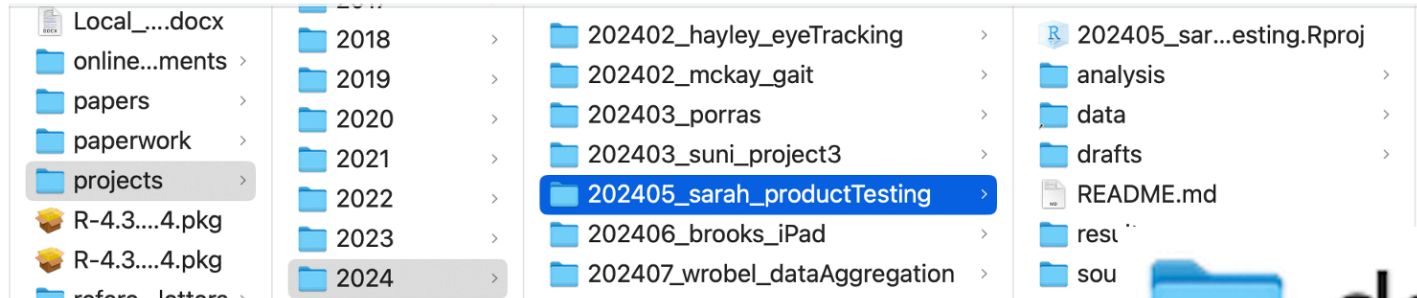 Local_....docx
online...ments
papers
paperwork
projects
R-4.3....4.pkg
R-4.3....4.pkg
2018
2019
2020
2021
2022
2023
2024
202402_hayley_eyeTracking
202402_mckay_gait
202403_porras
202403_suni_project3
202405_sarah_productTesting
202406_brooks_iPad
202407_wrobel_dataAggregation
202405_sar...esting.Rproj
analysis
data
drafts
README.md